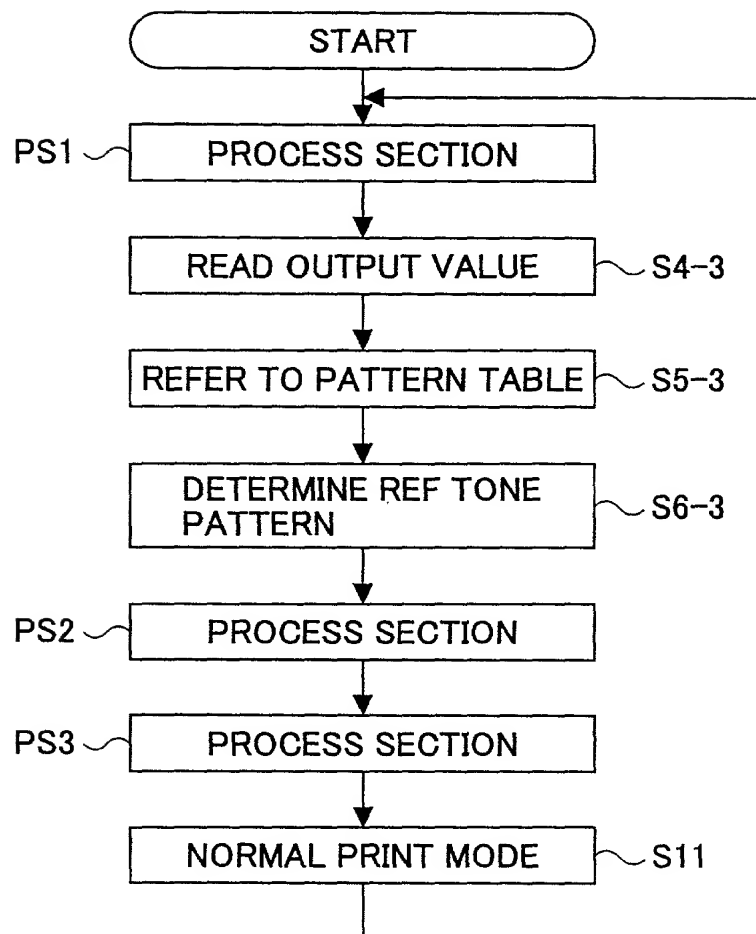 START
PS1 PROCESS SECTION
READ OUTPUT VALUE S4-3
REFER TO PATTERN TABLE S5-3
DETERMINE REF TONE
PATTERN S6-3
PS2 PROCESS SECTION
PS3 PROCESS SECTION
NORMAL PRINT MODE S11